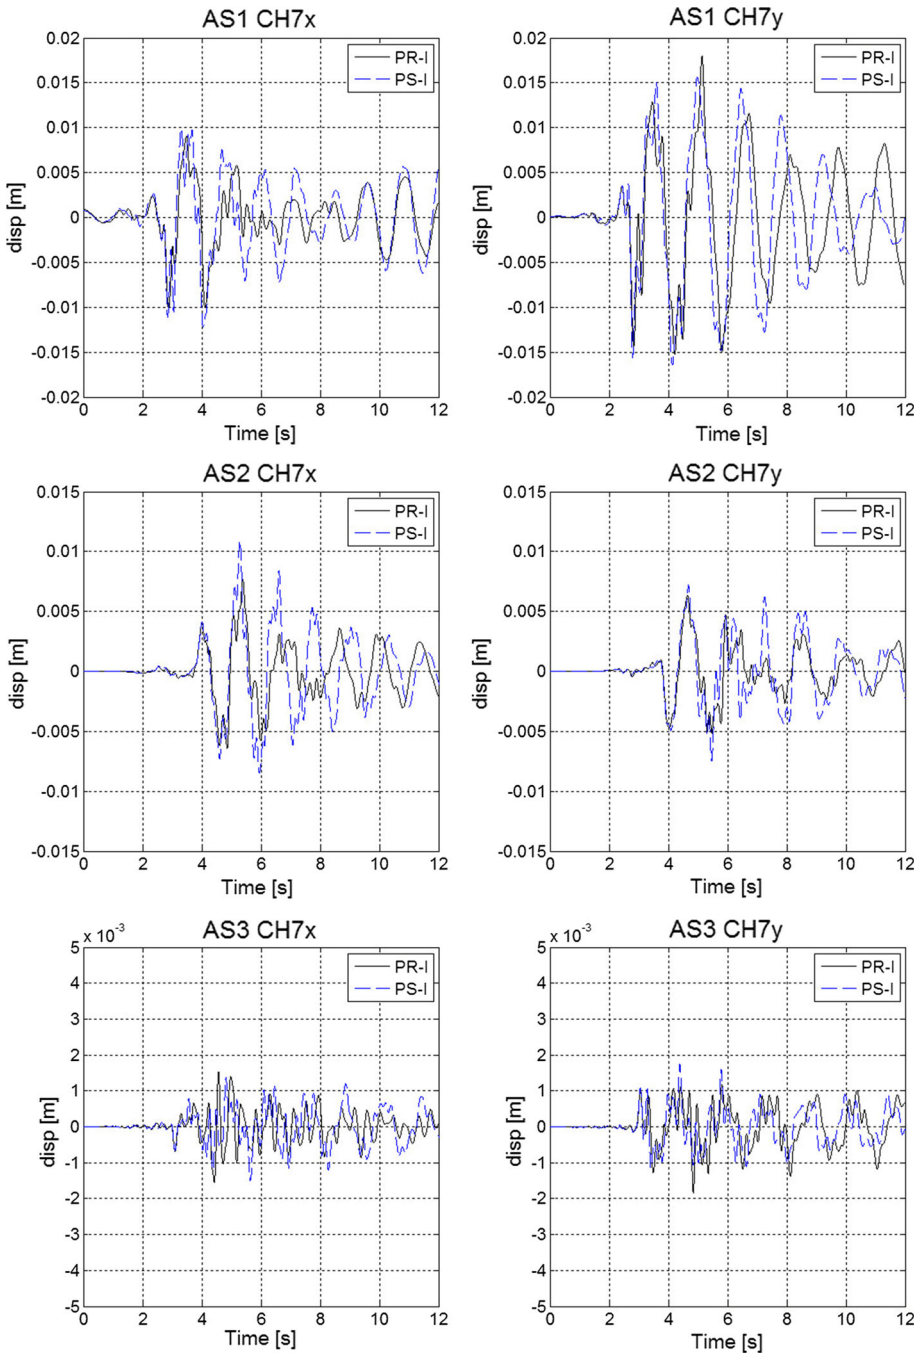 AS1 CH7x
0.02
0.015
0.01
0.005
0
-0.005
-0.01
-0.015
-0.02
disp [m]
PR-I
PS-I
0 2 4 6 8 10 12
Time [s]
AS1 CH7y
0.02
0.015
0.01
0.005
0
-0.005
-0.01
-0.015
-0.02
disp [m]
PR-I
PS-I
0 2 4 6 8 10 12
Time [s]
AS2 CH7x
0.015
0.01
0.005
0
-0.005
-0.01
-0.015
disp [m]
PR-I
PS-I
0 2 4 6 8 10 12
Time [s]
AS2 CH7y
0.015
0.01
0.005
0
-0.005
-0.01
-0.015
disp [m]
PR-I
PS-I
0 2 4 6 8 10 12
Time [s]
AS3 CH7x
x 10-3
5
4
3
2
1
0
-1
-2
-3
-4
-5
disp [m]
PR-I
PS-I
0 2 4 6 8 10 12
Time [s]
AS3 CH7y
x 10-3
5
4
3
2
1
0
-1
-2
-3
-4
-5
disp [m]
PR-I
PS-I
0 2 4 6 8 10 12
Time [s]